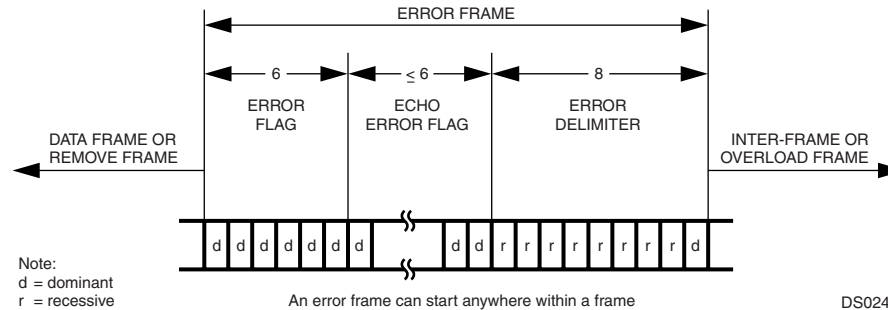 ERROR FRAME
6
≤ 6
8
ERROR
FLAG
ECHO
ERROR FLAG
ERROR
DELIMITER
DATA FRAME OR
REMOVE FRAME
INTER-FRAME OR
OVERLOAD FRAME
d d d d d d d d d r r r r r r r d
Note:
d = dominant
r = recessive
An error frame can start anywhere within a frame
DS024